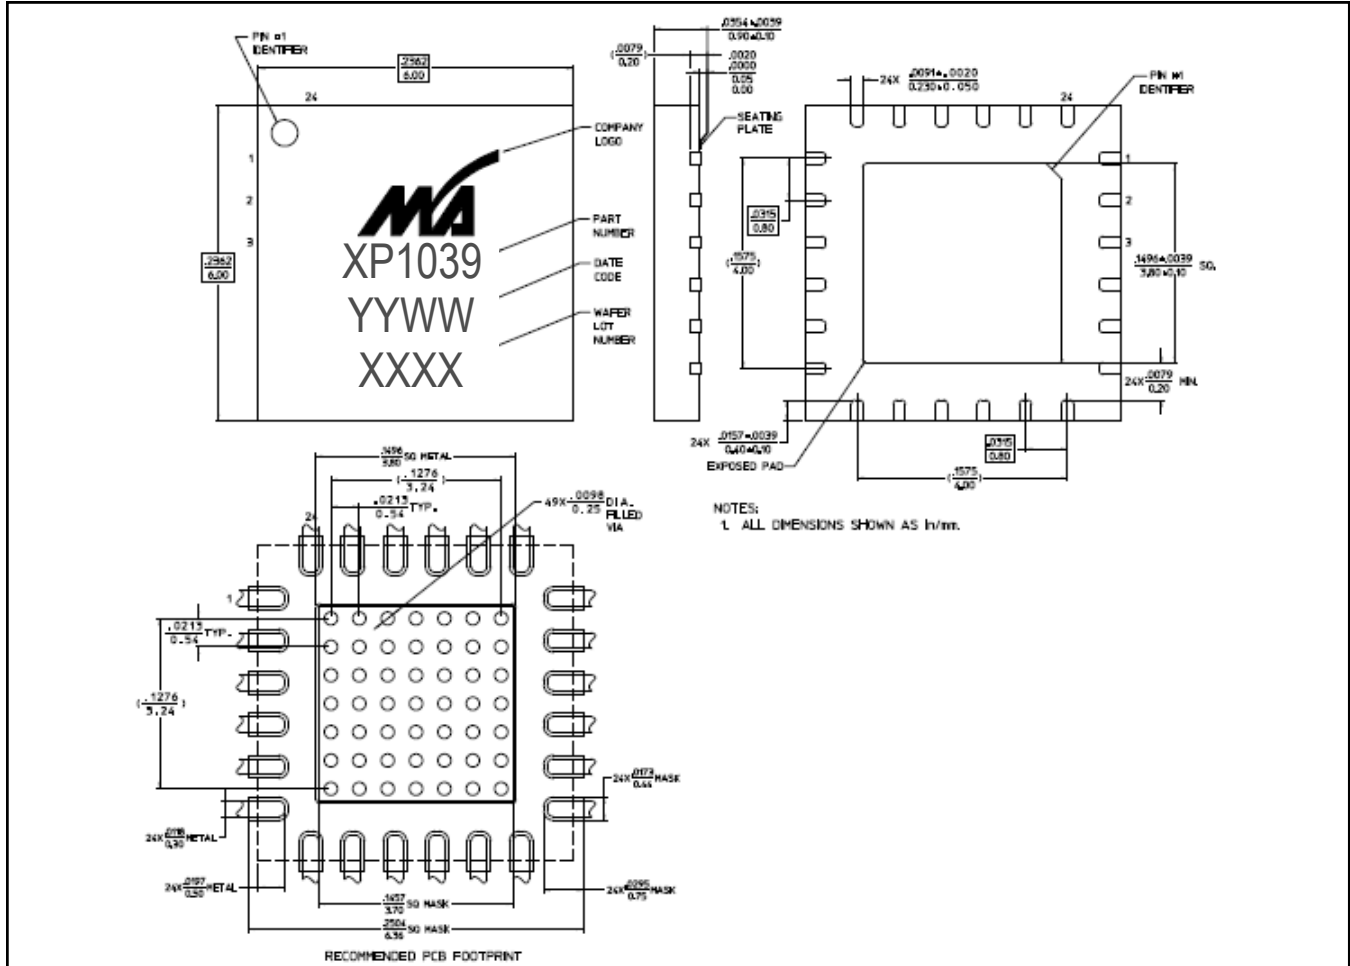 PIN #1
IDENTIFIER
.2362
6.00
24
1
2
3
.2362
6.00
COMPANY
LOGO
MA
XP1039
YYWW
XXXX
PART
NUMBER
DATE
CODE
WAFER
LOT
NUMBER
.0354±.0039
0.90±0.10
(.0079
0.20)
.0020
.0000
0.05
0.00
SEATING
PLATE
24X .0091±.0020
0.230±0.050
24
PIN #1
IDENTIFIER
1
2
3
.0315
0.80
(.1575
4.00)
.1496±.0039 SQ.
3.80±0.10
24X .0079 MIN.
0.20
24X .0157±.0039
0.40±0.10
EXPOSED PAD
.0315
0.80
(.1575
4.00)
NOTES:
1. ALL DIMENSIONS SHOWN AS in/mm.
.1496 SQ METAL
3.80
(.1276
3.24)
.0213 TYP.
0.54
24
49X .0098 DIA.
0.25 FILLED
VIA
1
.0213 TYP.
0.54
(.1276
3.24)
24X .0118 METAL
0.30
24X .0197 METAL
0.50
24X .0173 MASK
0.44
24X .0295 MASK
0.75
.1457 SQ MASK
3.70
.2504 SQ MASK
6.36
RECOMMENDED PCB FOOTPRINT